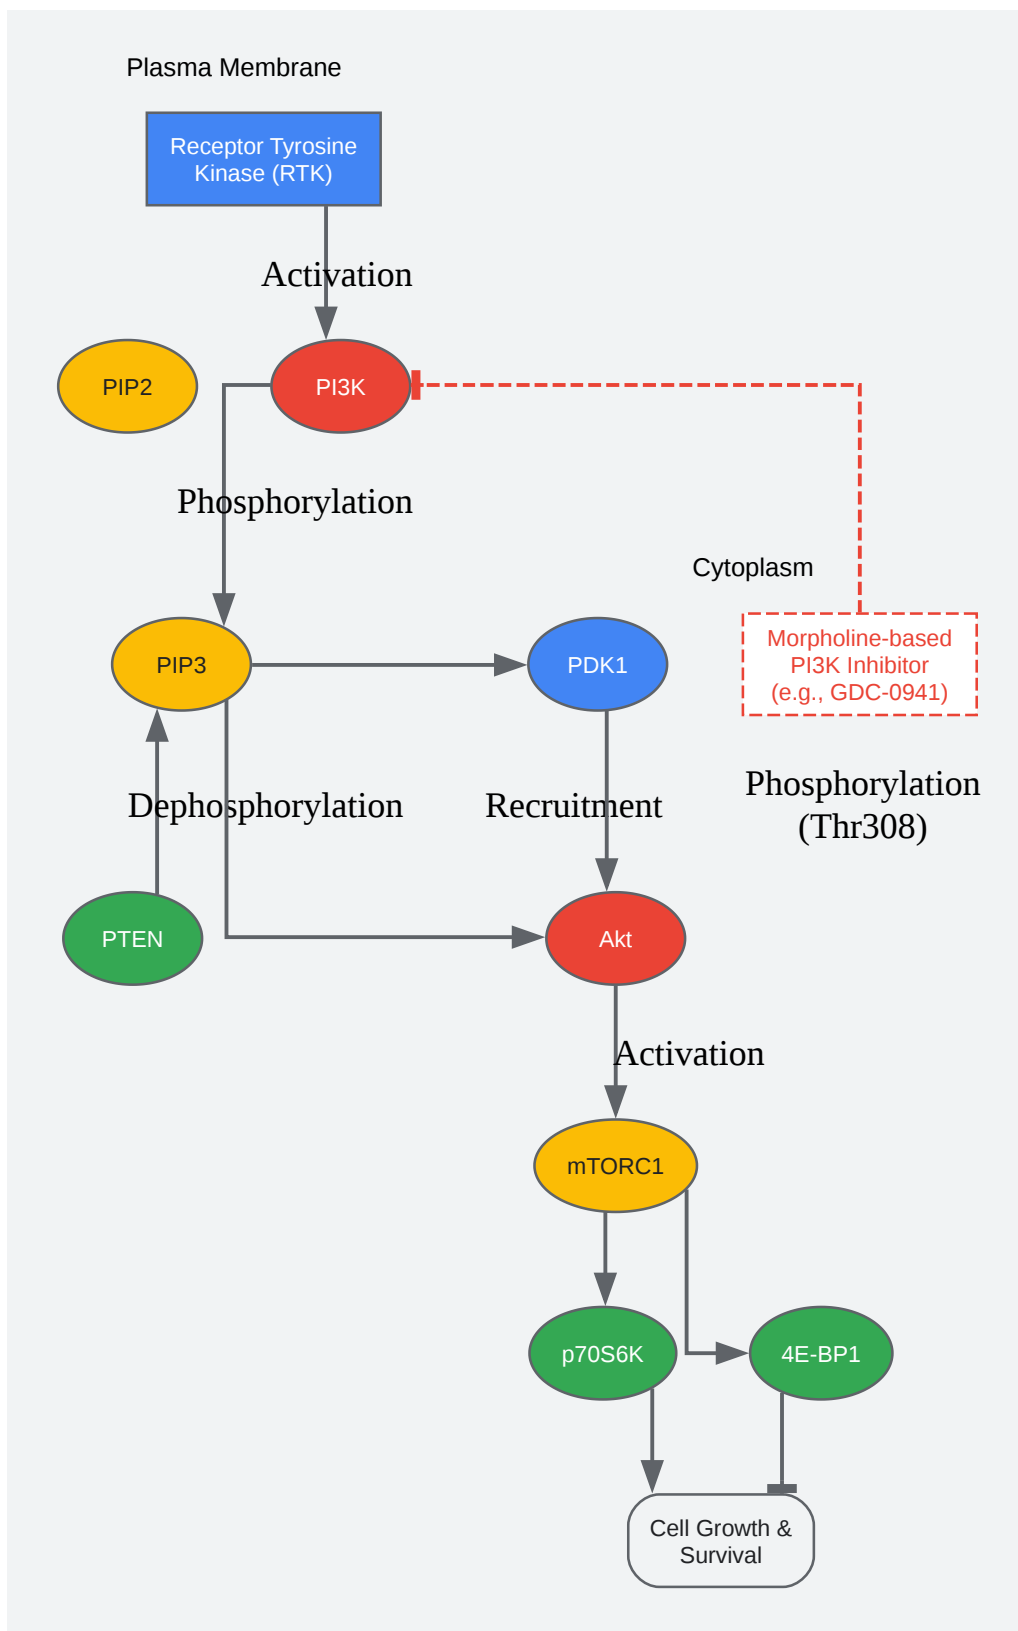 Plasma Membrane
Receptor Tyrosine
Kinase (RTK)
Activation
PIP2
PI3K
Phosphorylation
Cytoplasm
PIP3
PDK1
Morpholine-based
PI3K Inhibitor
(e.g., GDC-0941)
Dephosphorylation
Recruitment
Phosphorylation
(Thr308)
PTEN
Akt
Activation
mTORC1
p70S6K
4E-BP1
Cell Growth &
Survival